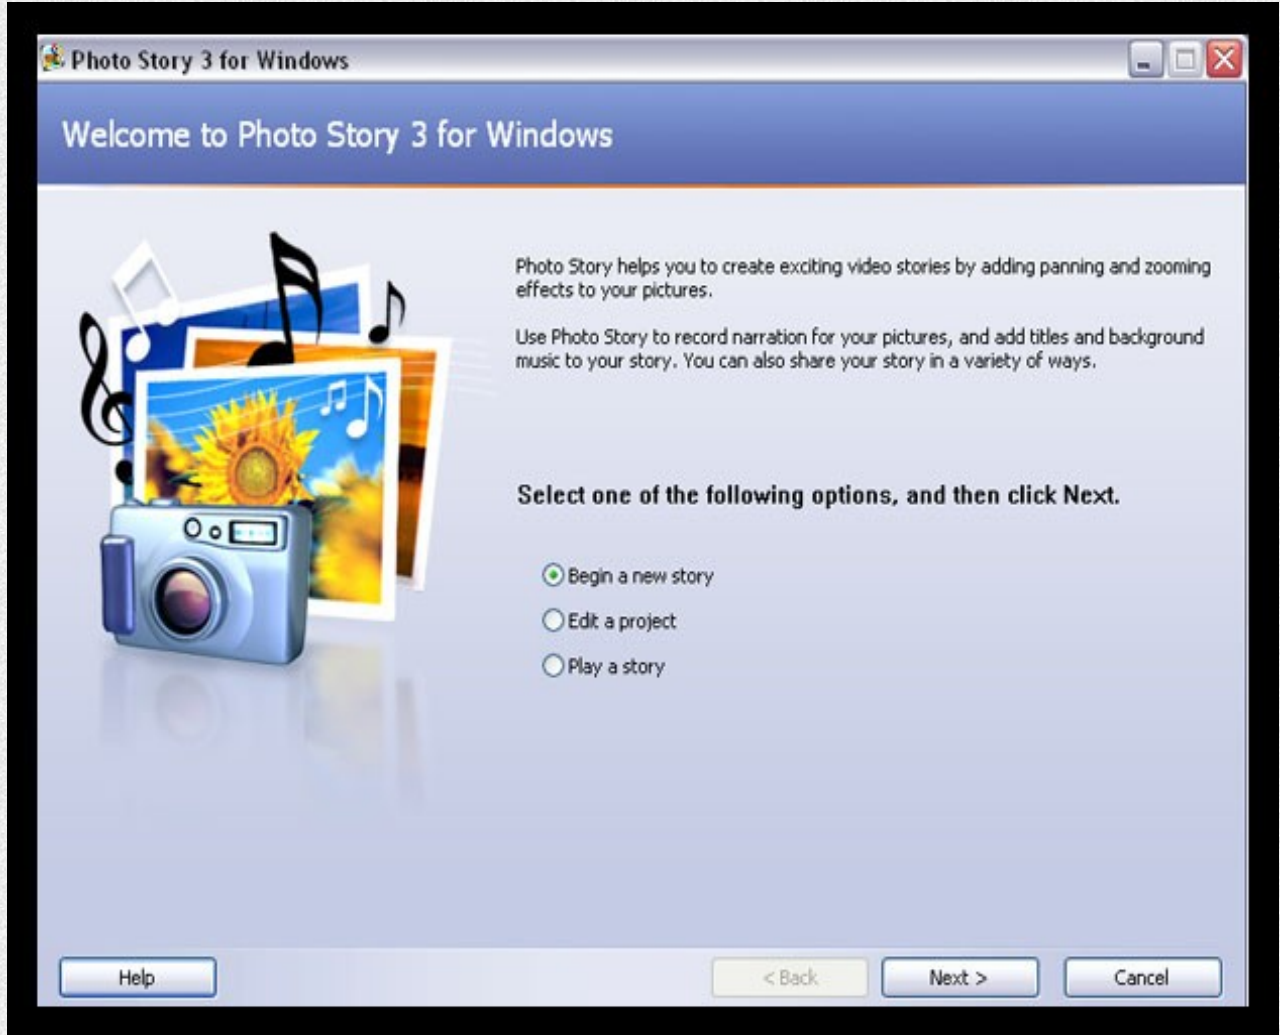 Photo Story 3 for Windows
Welcome to Photo Story 3 for Windows
Photo Story helps you to create exciting video stories by adding panning and zooming
effects to your pictures.
Use Photo Story to record narration for your pictures, and add titles and background
music to your story. You can also share your story in a variety of ways.
Select one of the following options, and then click Next.
Begin a new story
Edit a project
Play a story
Help
< Back
Next >
Cancel